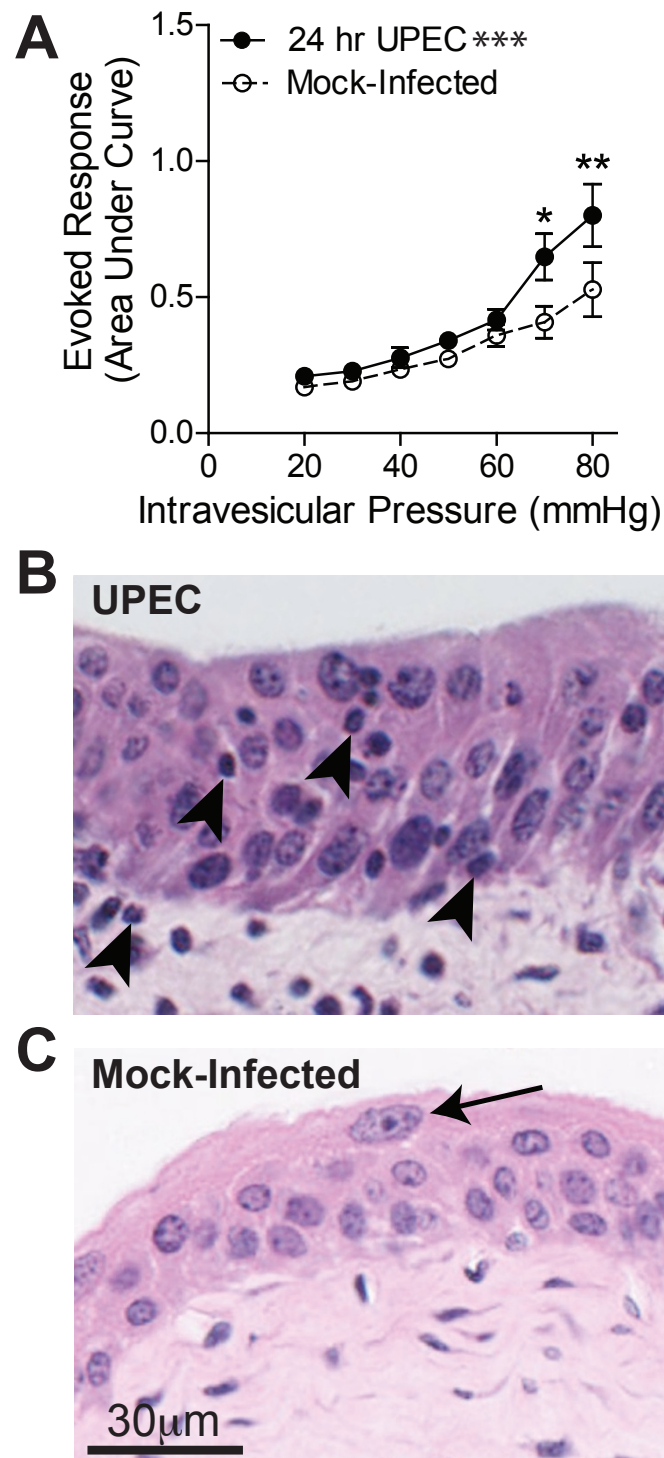 A
1.5
24 hr UPEC ***
Mock-Infected
Evoked Response
(Area Under Curve)
1.0
**
*
0.5
0.0
0 20 40 60 80
Intravesicular Pressure (mmHg)
B
UPEC
C
Mock-Infected
30μm